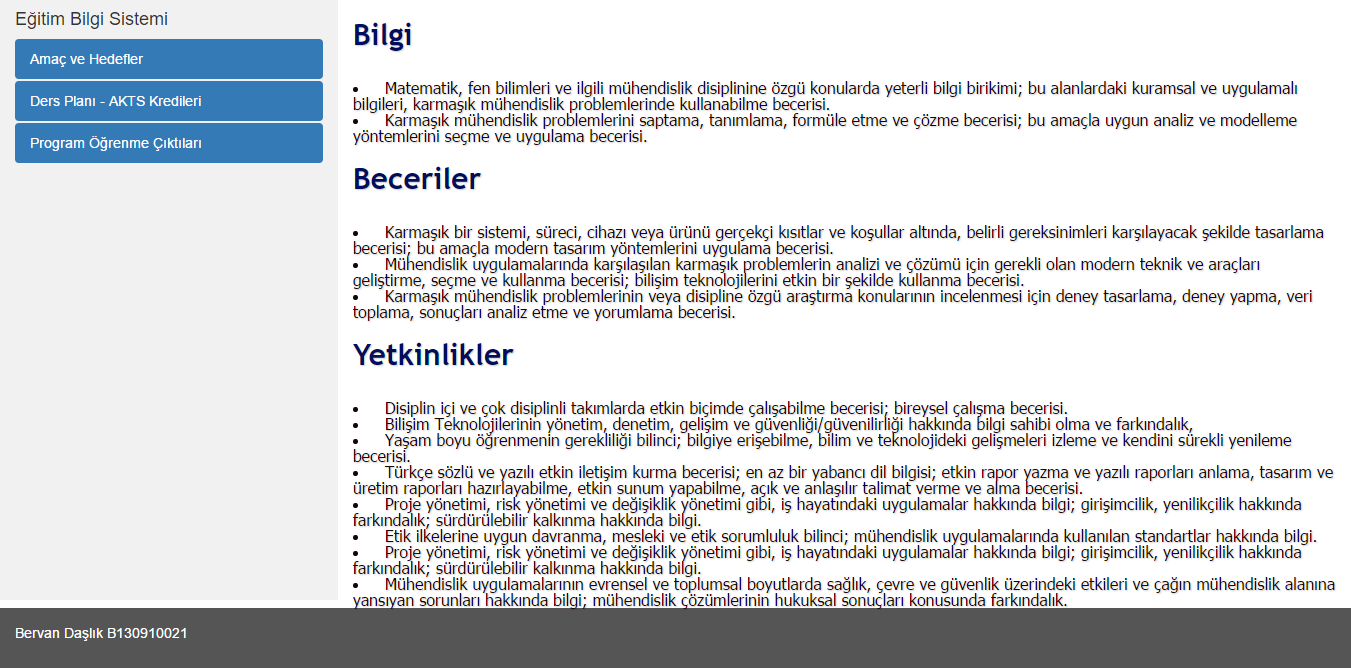 Eğitim Bilgi Sistemi
Amaç ve Hedefler
Ders Planı - AKTS Kredileri
Program Öğrenme Çıktıları
Bilgi
• Matematik, fen bilimleri ve ilgili mühendislik disiplinine özgü konularda yeterli bilgi birikimi; bu alanlardaki kuramsal ve uygulamalı
bilgileri, karmaşık mühendislik problemlerinde kullanabilme becerisi.
• Karmaşık mühendislik problemlerini saptama, tanımlama, formüle etme ve çözme becerisi; bu amaçla uygun analiz ve modelleme
yöntemlerini seçme ve uygulama becerisi.
Beceriler
• Karmaşık bir sistemi, süreci, cihazı veya ürünü gerçekçi kısıtlar ve koşullar altında, belirli gereksinimleri karşılayacak şekilde tasarlama
becerisi; bu amaçla modern tasarım yöntemlerini uygulama becerisi.
• Mühendislik uygulamalarında karşılaşılan karmaşık problemlerin analizi ve çözümü için gerekli olan modern teknik ve araçları
geliştirme, seçme ve kullanma becerisi; bilişim teknolojilerini etkin bir şekilde kullanma becerisi.
• Karmaşık mühendislik problemlerinin veya disipline özgü araştırma konularının incelenmesi için deney tasarlama, deney yapma, veri
toplama, sonuçları analiz etme ve yorumlama becerisi.
Yetkinlikler
• Disiplin içi ve çok disiplinli takımlarda etkin biçimde çalışabilme becerisi; bireysel çalışma becerisi.
• Bilişim Teknolojilerinin yönetim, denetim, gelişim ve güvenliği/güvenilirliği hakkında bilgi sahibi olma ve farkındalık,
• Yaşam boyu öğrenmenin gerekliliği bilinci; bilgiye erişebilme, bilim ve teknolojideki gelişmeleri izleme ve kendini sürekli yenileme
becerisi.
• Türkçe sözlü ve yazılı etkin iletişim kurma becerisi; en az bir yabancı dil bilgisi; etkin rapor yazma ve yazılı raporları anlama, tasarım ve
üretim raporları hazırlayabilme, etkin sunum yapabilme, açık ve anlaşılır talimat verme ve alma becerisi.
• Proje yönetimi, risk yönetimi ve değişiklik yönetimi gibi, iş hayatındaki uygulamalar hakkında bilgi; girişimcilik, yenilikçilik hakkında
farkındalık; sürdürülebilir kalkınma hakkında bilgi.
• Etik ilkelerine uygun davranma, mesleki ve etik sorumluluk bilinci; mühendislik uygulamalarında kullanılan standartlar hakkında bilgi.
• Proje yönetimi, risk yönetimi ve değişiklik yönetimi gibi, iş hayatındaki uygulamalar hakkında bilgi; girişimcilik, yenilikçilik hakkında
farkındalık; sürdürülebilir kalkınma hakkında bilgi.
• Mühendislik uygulamalarının evrensel ve toplumsal boyutlarda sağlık, çevre ve güvenlik üzerindeki etkileri ve çağın mühendislik alanına
yansıyan sorunları hakkında bilgi; mühendislik çözümlerinin hukuksal sonuçları konusunda farkındalık.
Bervan Daşlık B130910021